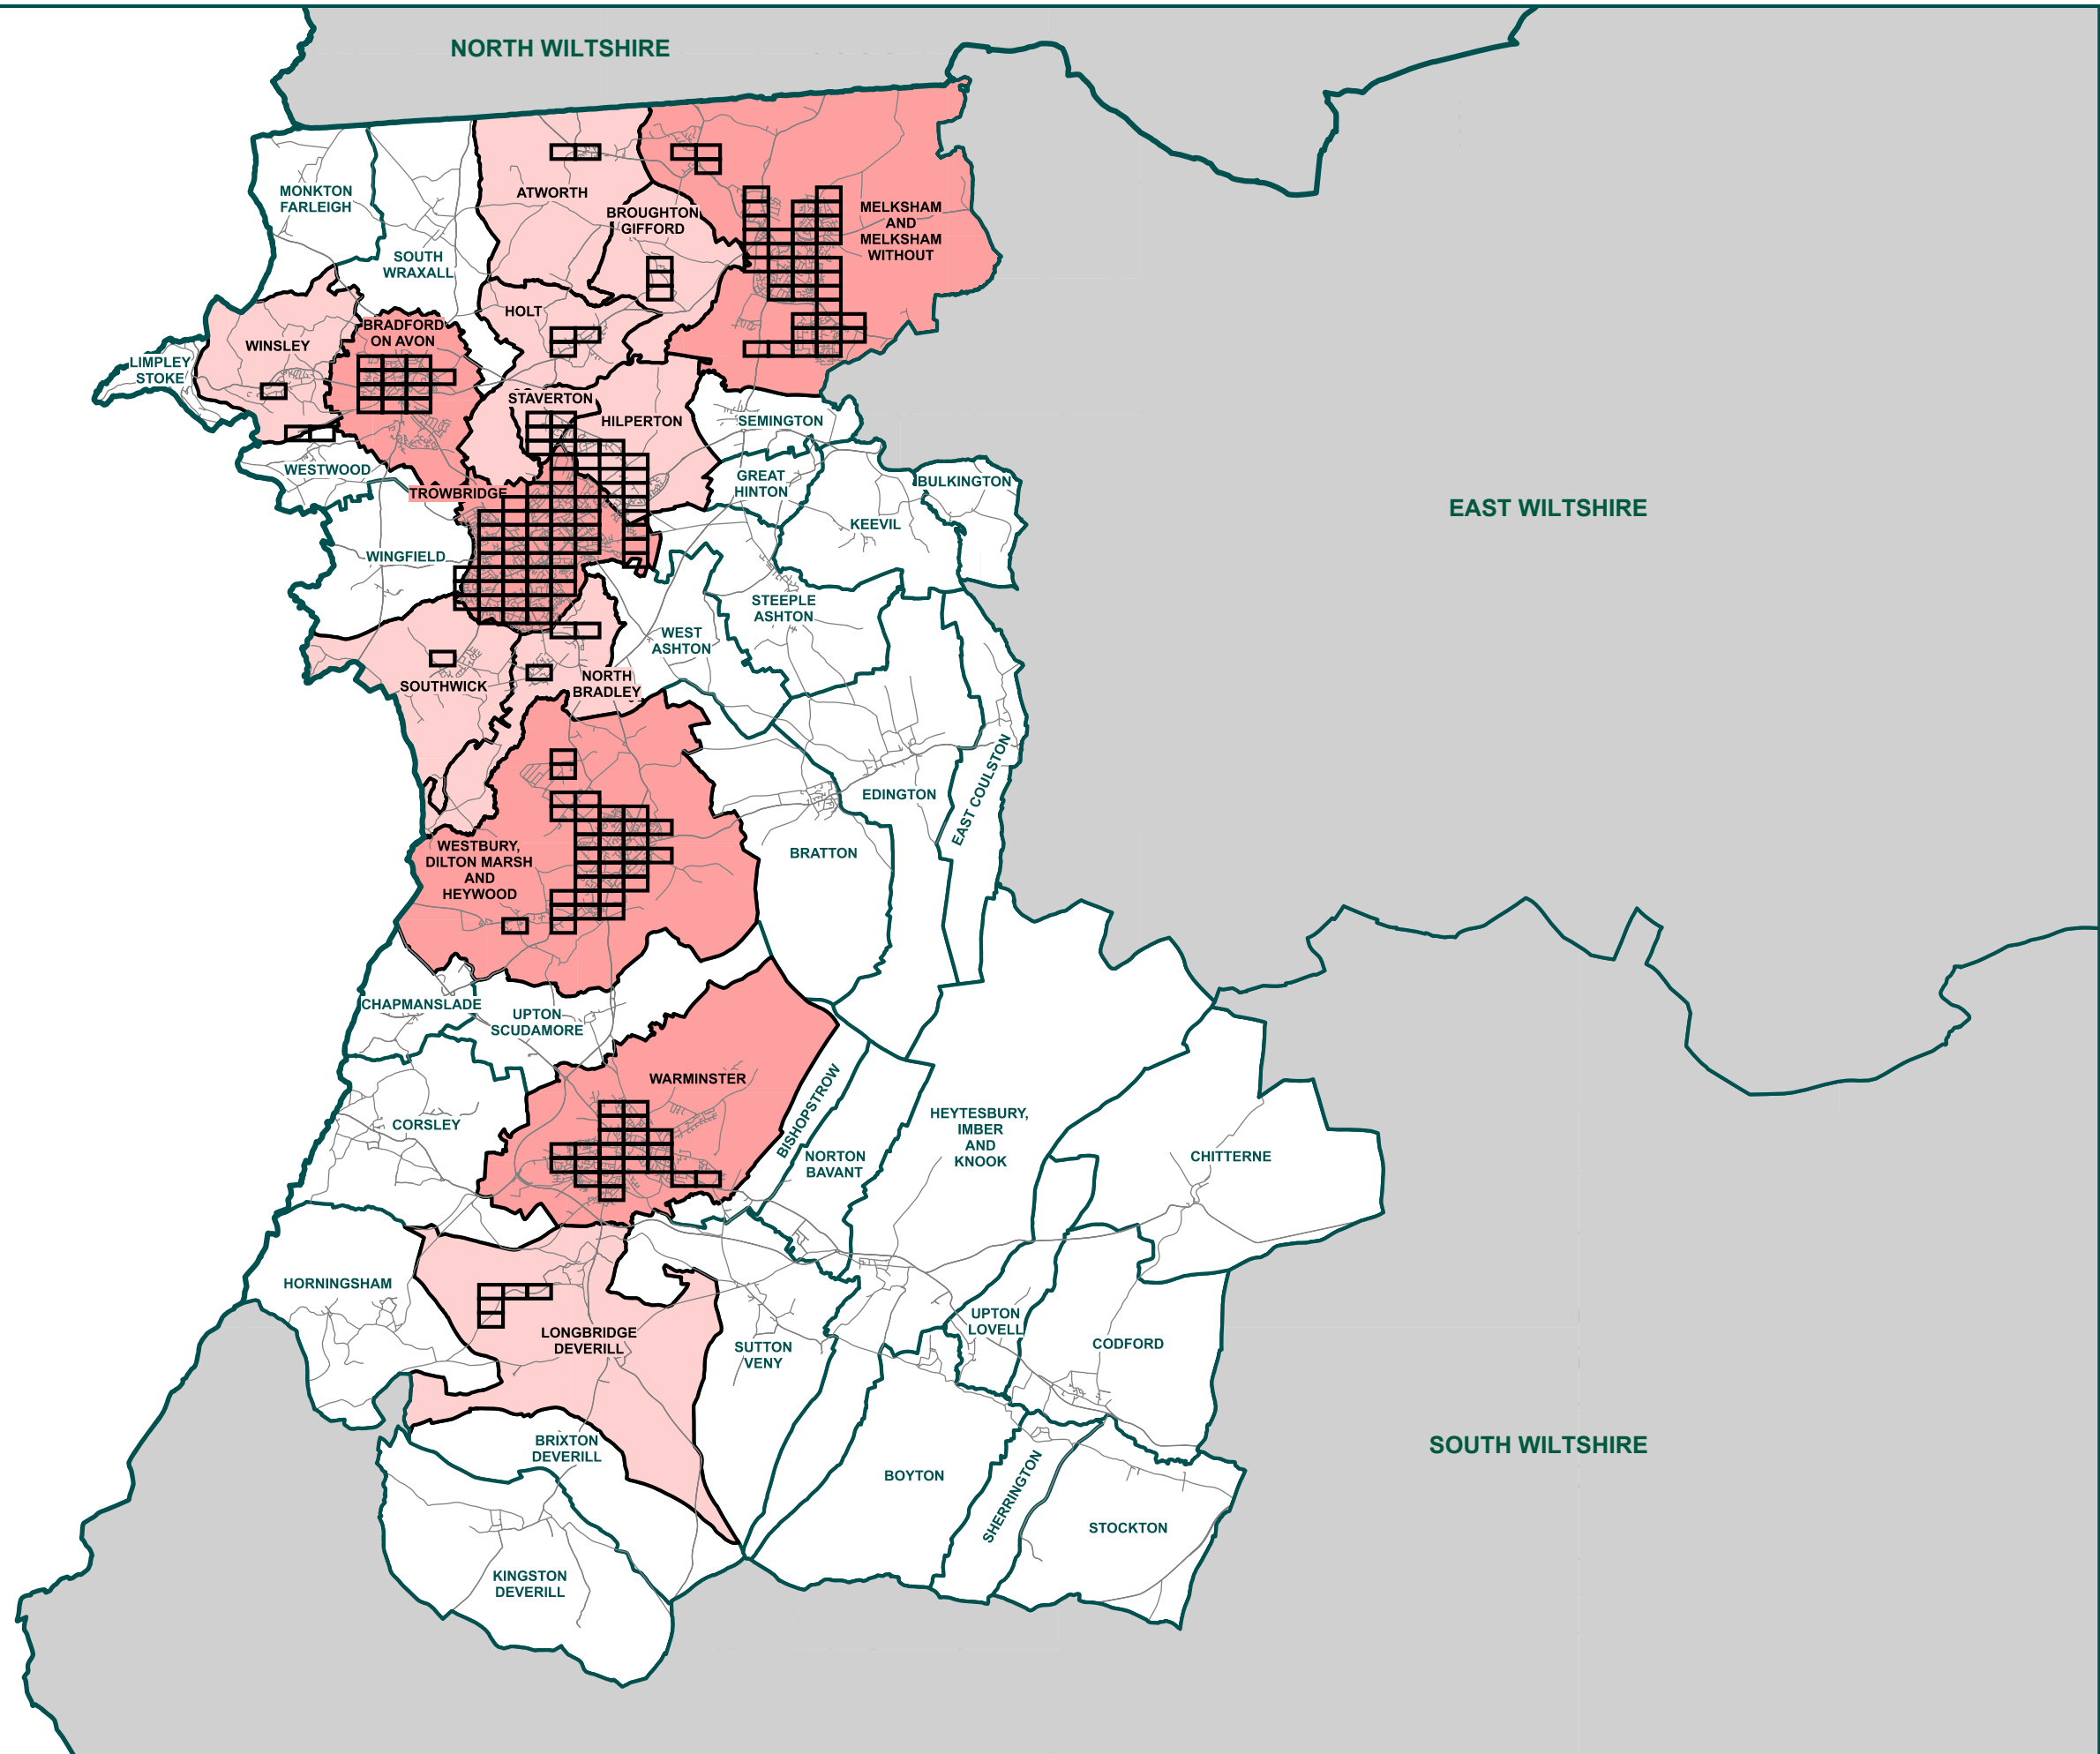 NORTH WILTSHIRE
MONKTON
FARLEIGH
ATWORTH
BROUGHTON
GIFFORD
MELKSHAM
AND
MELKSHAM
WITHOUT
SOUTH
WRAXALL
HOLT
WINSLEY
BRADFORD
ON AVON
LIMPLEY
STOKE
STAVERTON
HILPERTON
SEMINGTON
WESTWOOD
TROWBRIDGE
GREAT
HINTON
BULKINGTON
KEEVIL
EAST WILTSHIRE
WINGFIELD
STEEPLE
ASHTON
WEST
ASHTON
SOUTHWICK
NORTH
BRADLEY
EDINGTON
EAST COULSTON
WESTBURY,
DILTON MARSH
AND
HEYWOOD
BRATTON
CHAPMANSLADE
UPTON
SCUDAMORE
WARMINSTER
CORSLEY
BISHOPSTROW
NORTON
BAVANT
HEYTESBURY,
IMBER
AND
KNOOK
CHITTERNE
HORNINGSHAM
LONGBRIDGE
DEVERILL
SUTTON
VENY
UPTON
LOVELL
CODFORD
BRIXTON
DEVERILL
BOYTON
SHERRINGTON
STOCKTON
SOUTH WILTSHIRE
KINGSTON
DEVERILL